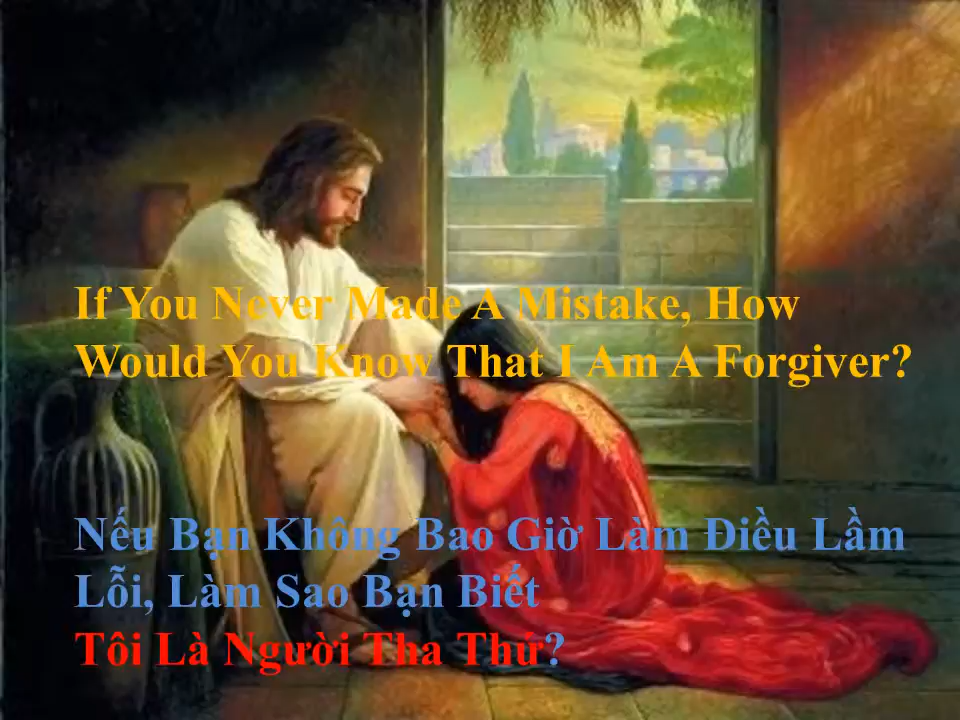 If You Never Made A Mistake, How
Would You Know That I Am A Forgiver?
Nếu Bạn Không Bao Giờ Làm Điều Lầm
Lỗi, Làm Sao Bạn Biết
Tôi Là Người Tha Thứ?